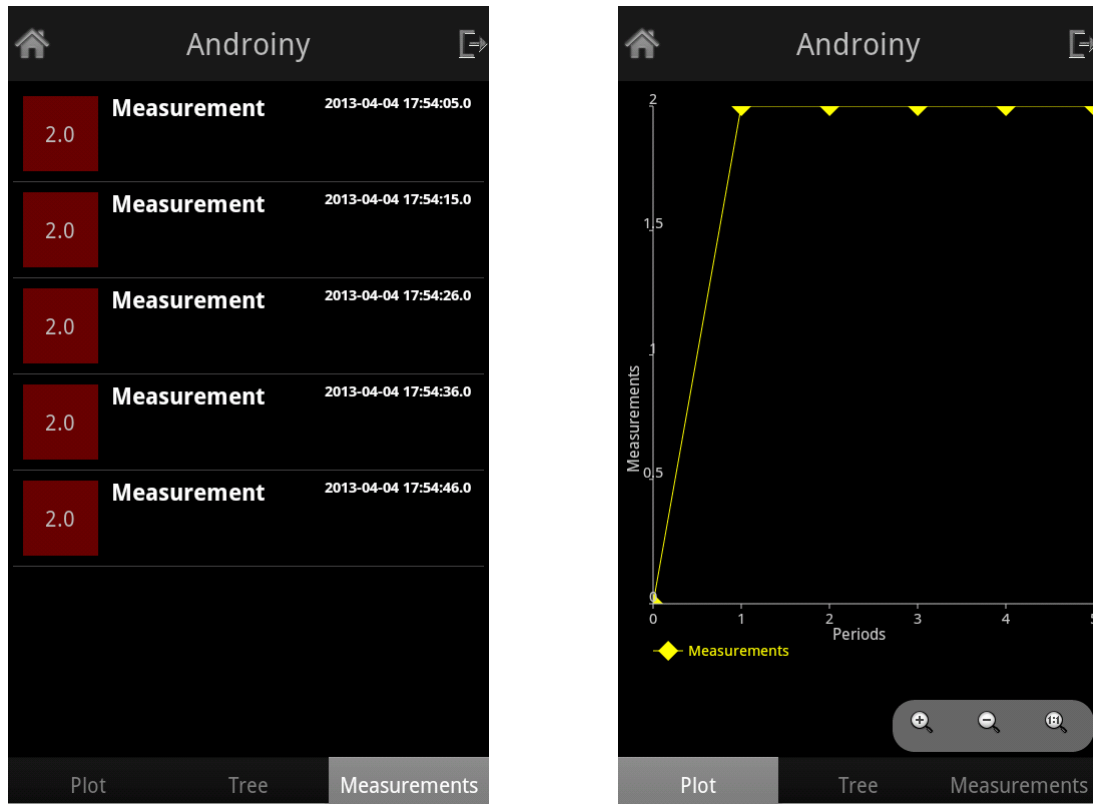 Androiny
2.0 Measurement 2013-04-04 17:54:05.0
2.0 Measurement 2013-04-04 17:54:15.0
2.0 Measurement 2013-04-04 17:54:26.0
2.0 Measurement 2013-04-04 17:54:36.0
2.0 Measurement 2013-04-04 17:54:46.0
Plot Tree Measurements
Androiny
2
1,5
1
0,5
0
Measurements
0 1 2 3 4 5
Periods
Measurements
1:1
Plot Tree Measurements